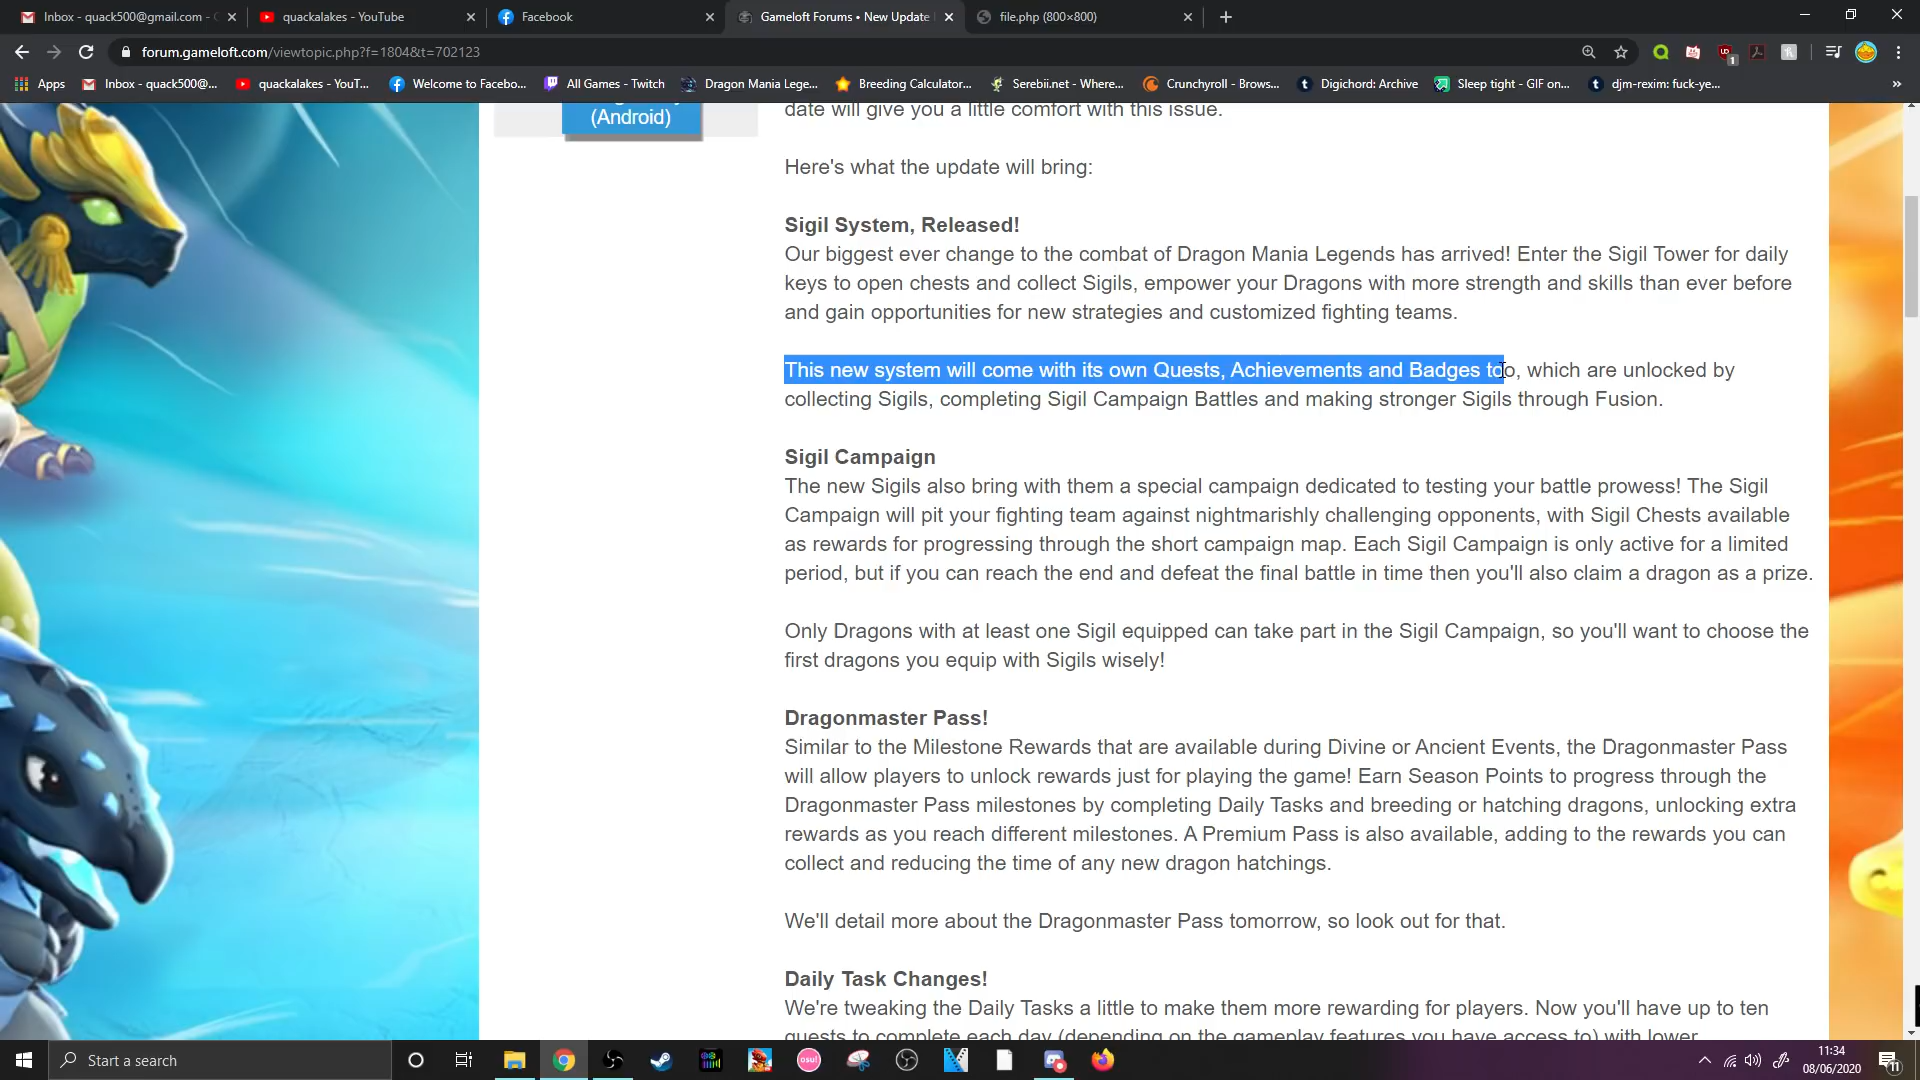 Inbox (4) - quack500@gmail.com -
quackalakes - YouTube
Facebook
Gameloft Forums • New Update
file.php (800×800)
forum.gameloft.com/viewtopic.php?f=1804&t=702123
Apps
Inbox - quack500@...
quackalakes - YouT...
Welcome to Facebo...
All Games - Twitch
Dragon Mania Lege...
Breeding Calculator...
Serebii.net - Where...
Crunchyroll - Brows...
Digichord: Archive
Sleep tight - GIF on...
djm-rexim: fuck-ye...
(Android)
date will give you a little comfort with this issue.
Here's what the update will bring:
Sigil System, Released!
Our biggest ever change to the combat of Dragon Mania Legends has arrived! Enter the Sigil Tower for daily
keys to open chests and collect Sigils, empower your Dragons with more strength and skills than ever before
and gain opportunities for new strategies and customized fighting teams.
This new system will come with its own Quests, Achievements and Badges too, which are unlocked by
collecting Sigils, completing Sigil Campaign Battles and making stronger Sigils through Fusion.
Sigil Campaign
The new Sigils also bring with them a special campaign dedicated to testing your battle prowess! The Sigil
Campaign will pit your fighting team against nightmarishly challenging opponents, with Sigil Chests available
as rewards for progressing through the short campaign map. Each Sigil Campaign is only active for a limited
period, but if you can reach the end and defeat the final battle in time then you'll also claim a dragon as a prize.
Only Dragons with at least one Sigil equipped can take part in the Sigil Campaign, so you'll want to choose the
first dragons you equip with Sigils wisely!
Dragonmaster Pass!
Similar to the Milestone Rewards that are available during Divine or Ancient Events, the Dragonmaster Pass
will allow players to unlock rewards just for playing the game! Earn Season Points to progress through the
Dragonmaster Pass milestones by completing Daily Tasks and breeding or hatching dragons, unlocking extra
rewards as you reach different milestones. A Premium Pass is also available, adding to the rewards you can
collect and reducing the time of any new dragon hatchings.
We'll detail more about the Dragonmaster Pass tomorrow, so look out for that.
Daily Task Changes!
We're tweaking the Daily Tasks a little to make them more rewarding for players. Now you'll have up to ten
quests to complete each day (depending on the gameplay features you have access to) with lower
Start a search
osu!
11:34
08/06/2020
11